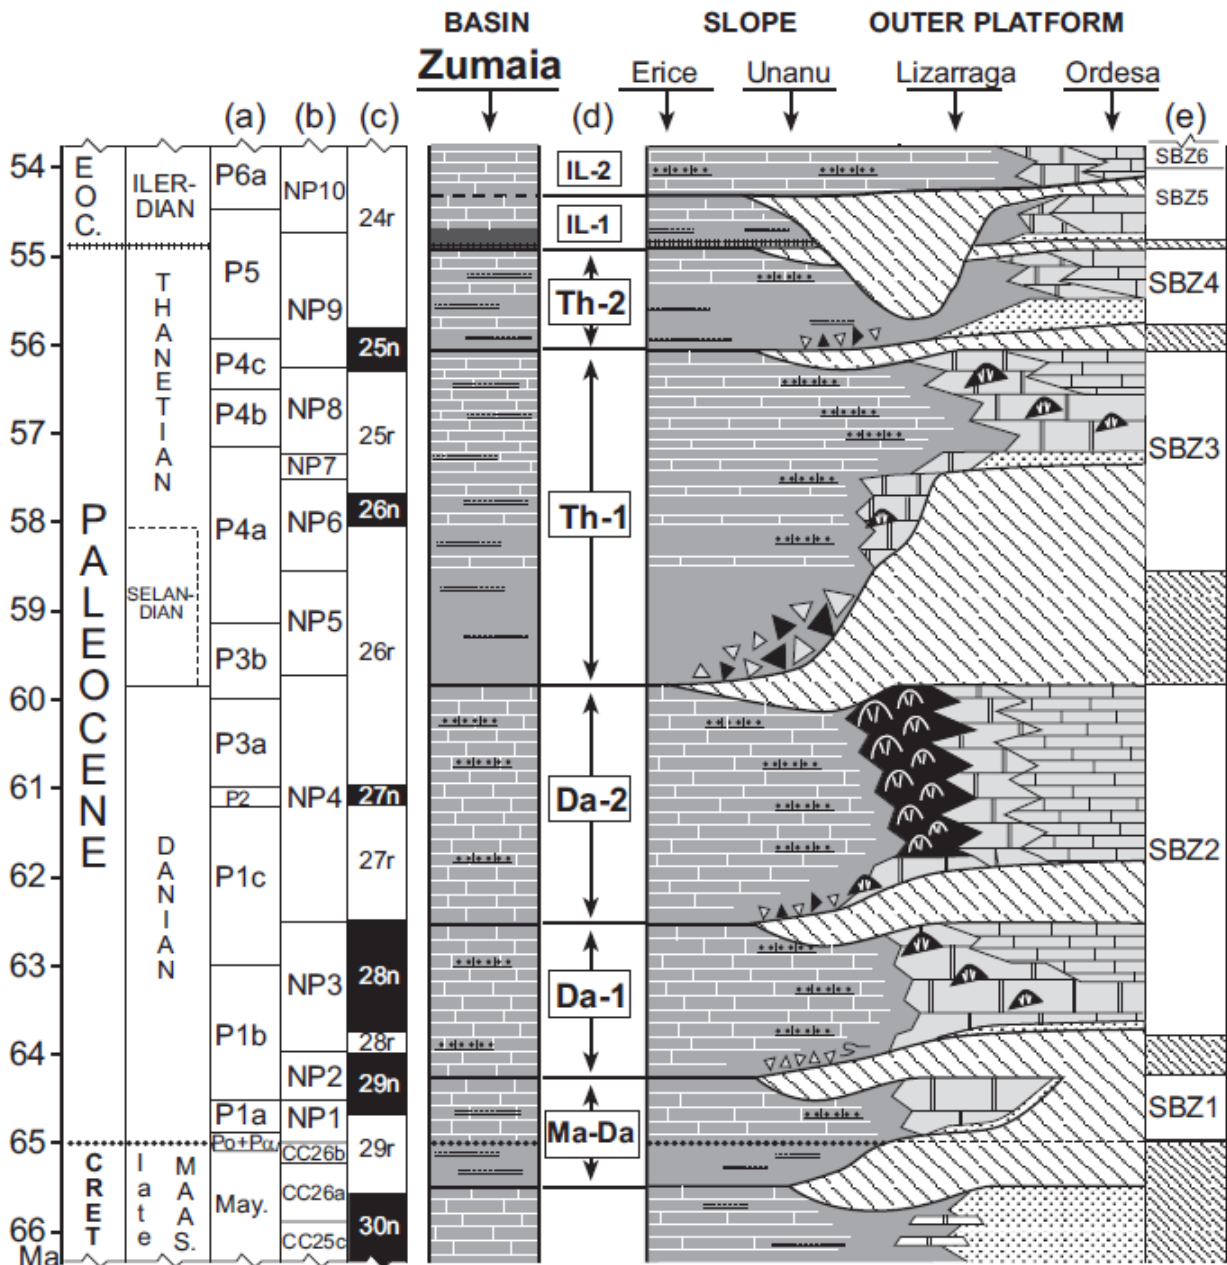 BASIN SLOPE OUTER PLATFORM
Zumaia Erice Unanu Lizarraga Ordesa
(a) (b) (c) (d) (e)
54
55
56
57
58
59
60
61
62
63
64
65
66
Ma
EOC.
PALEOCENE
CRET
ILER-
DIAN
THANETIAN
SELAN-
DIAN
DANIAN
late MAAS.
P6a
P5
P4c
P4b
P4a
P3b
P3a
P2
P1c
P1b
P1a
Po+Pα
May.
NP10
NP9
NP8
NP7
NP6
NP5
NP4
NP3
NP2
NP1
CC26b
CC26a
CC25c
24r
25n
25r
26n
26r
27n
27r
28n
28r
29n
29r
30n
IL-2
IL-1
Th-2
Th-1
Da-2
Da-1
Ma-Da
SBZ6
SBZ5
SBZ4
SBZ3
SBZ2
SBZ1